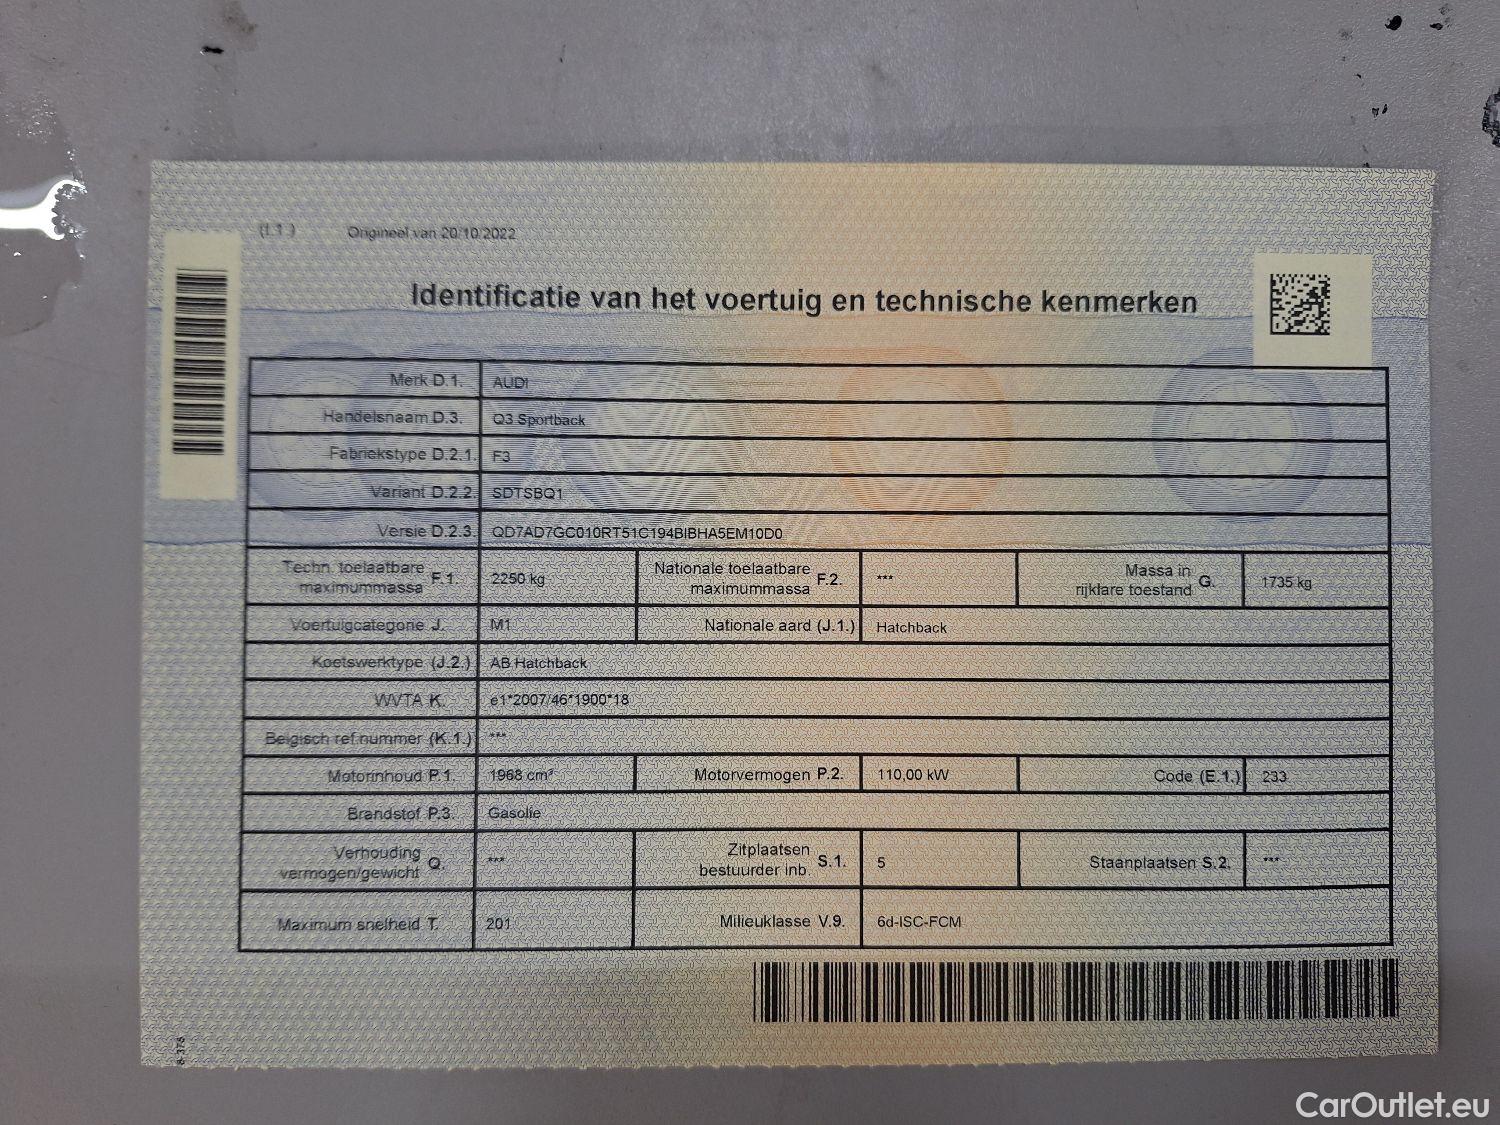 (I.1.) Origineel van 20/10/2022
Identificatie van het voertuig en technische kenmerken
Merk D.1. AUDI
Handelsnaam D.3. Q3 Sportback
Fabriekstype D.2.1. F3
Variant D.2.2. SDTSBQ1
Versie D.2.3. QD7AD7GC010RT51C194BIBHA5EM10D0
Techn. toelaatbare maximummassa F.1. 2250 kg Nationale toelaatbare maximummassa F.2. *** Massa in rijklare toestand G. 1735 kg
Voertuigcategorie J. M1 Nationale aard (J.1.) Hatchback
Koetswerktype (J.2.) AB Hatchback
WVTA K. e1*2007/46*1900*18
Belgisch ref.nummer (K.1.) ***
Motorinhoud P.1. 1968 cm³ Motorvermogen P.2. 110,00 kW Code (E.1.) 233
Brandstof P.3. Gasolie
Verhouding vermogen/gewicht Q. *** Zitplaatsen bestuurder inb. S.1. 5 Staanplaatsen S.2. ***
Maximum snelheid T. 201 Milieuklasse V.9. 6d-ISC-FCM
8-378
CarOutlet.eu